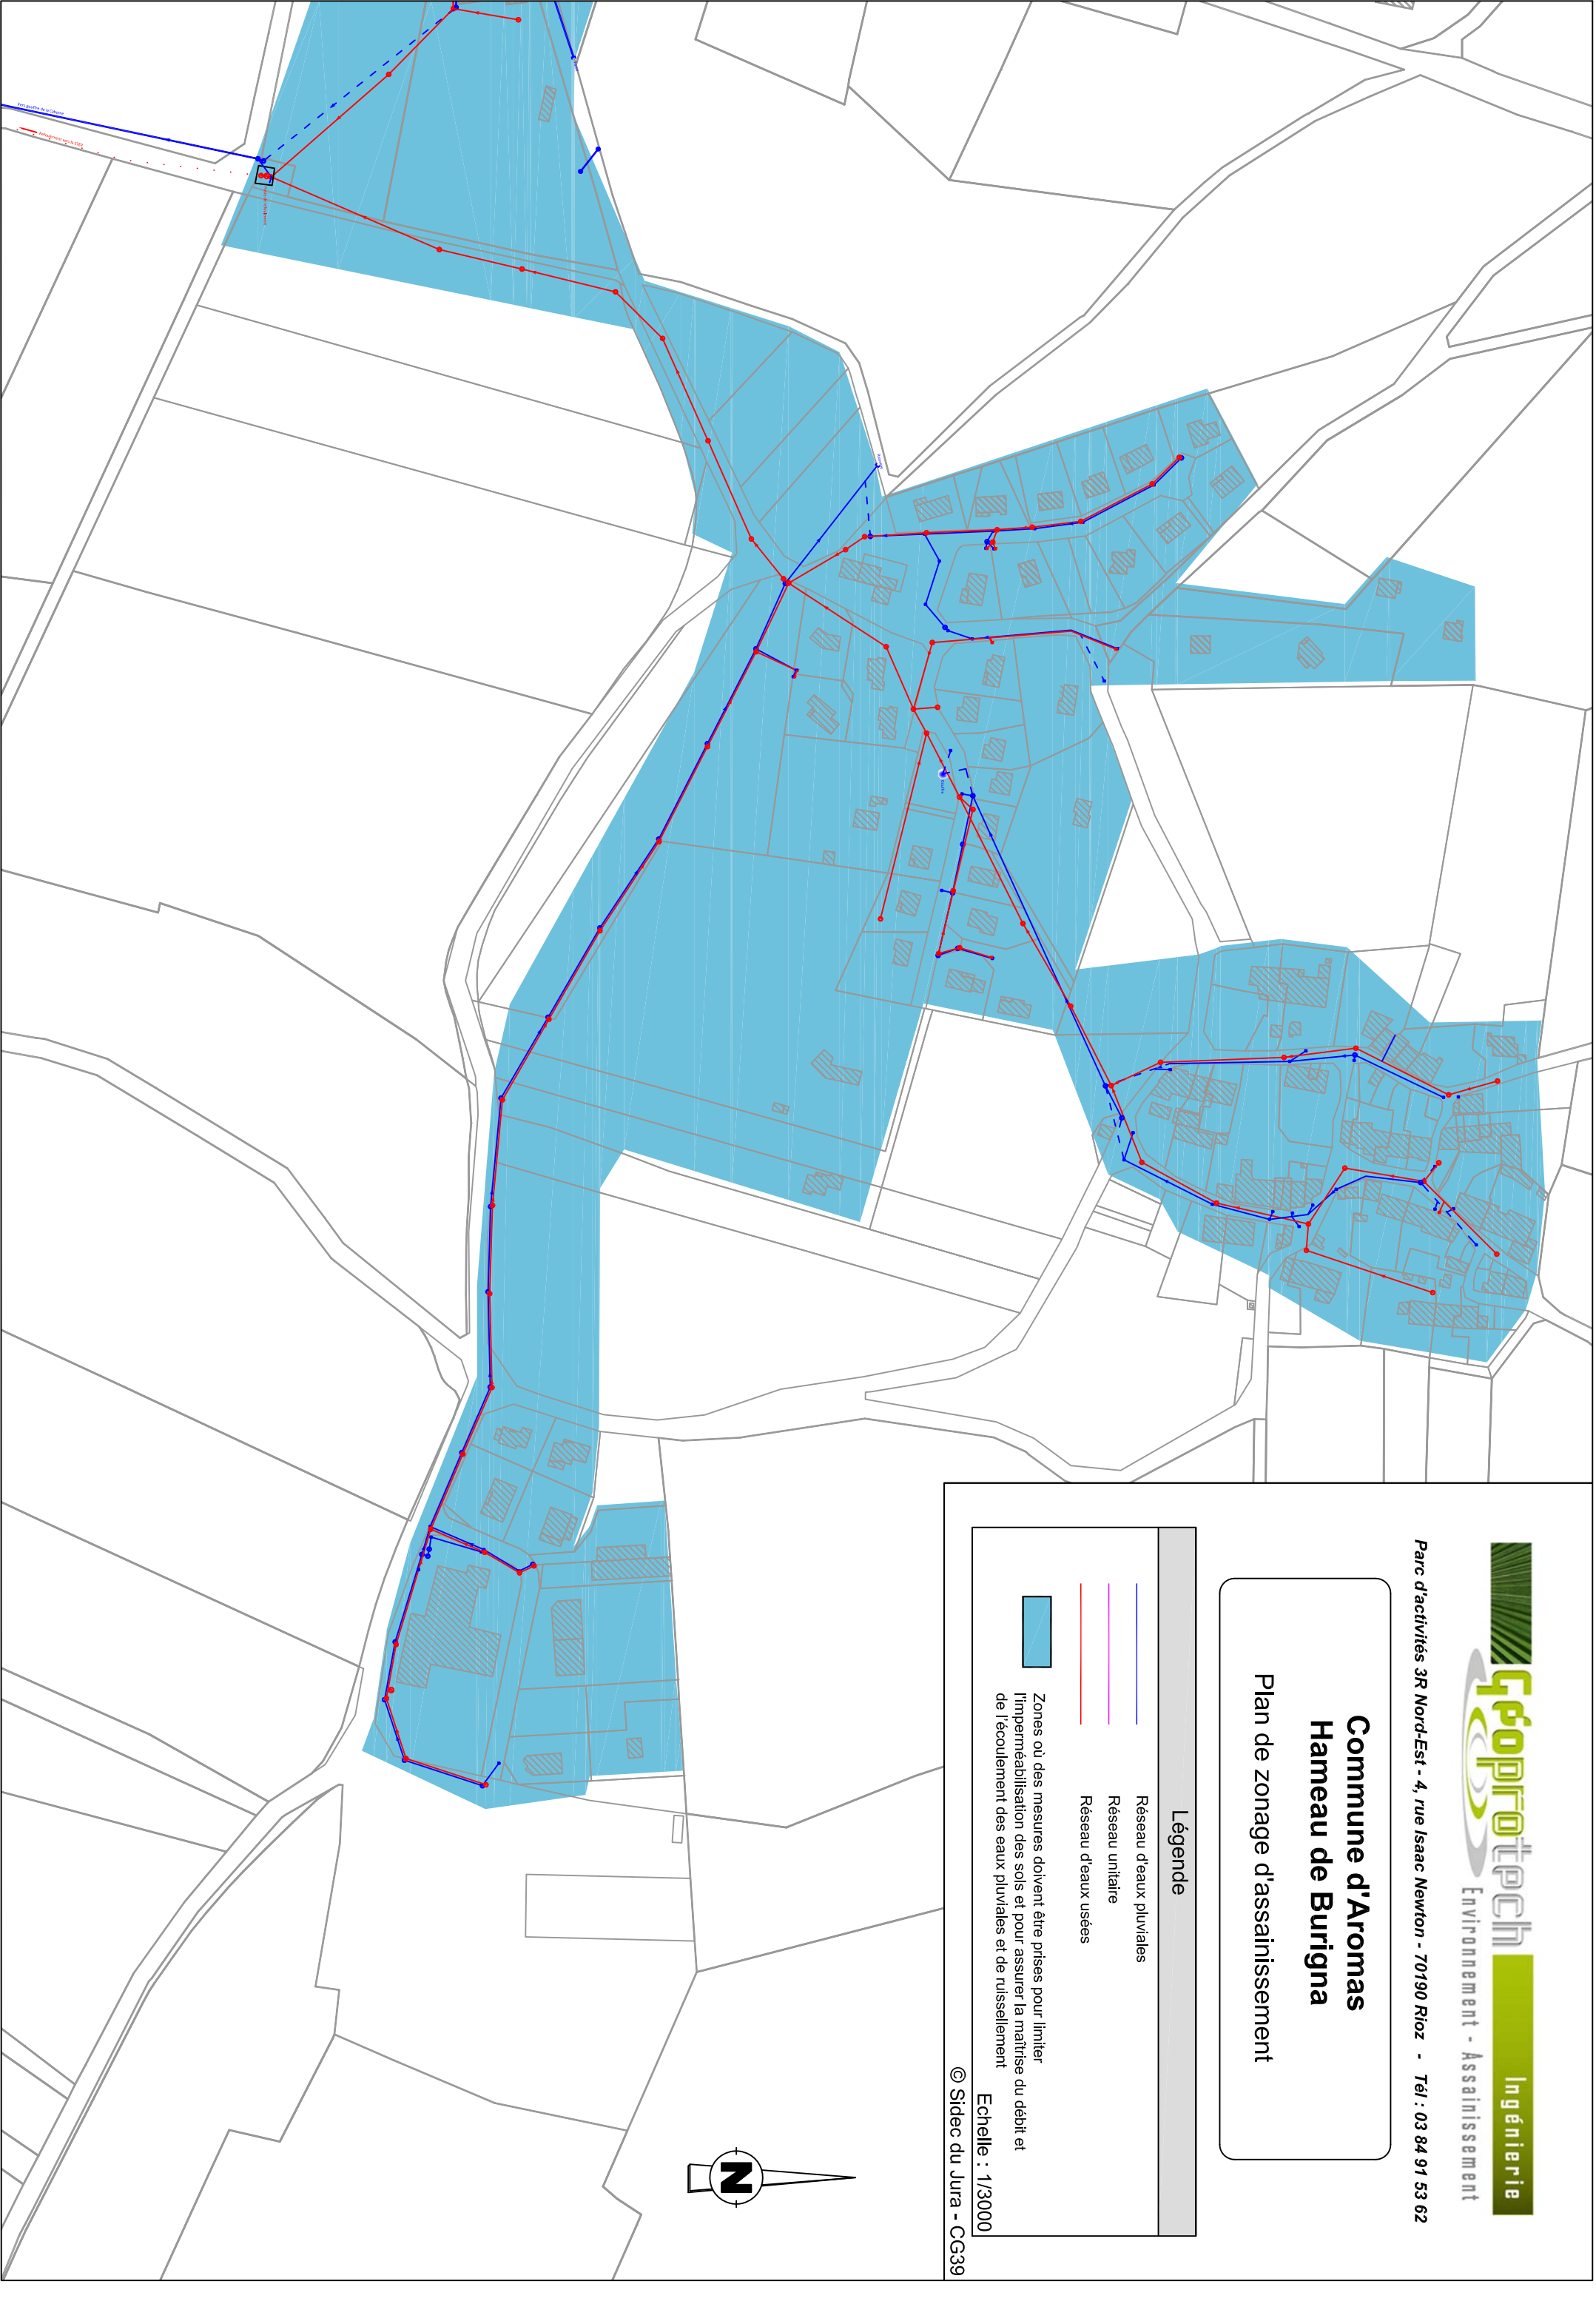 Géoprotech
Ingénierie
Environnement - Assainissement
Parc d'activités 3R Nord-Est - 4, rue Isaac Newton - 70190 Rioz - Tél : 03 84 91 53 62
Commune d'Aromas
Hameau de Burigna
Plan de zonage d'assainissement
Légende
Réseau d'eaux pluviales
Réseau unitaire
Réseau d'eaux usées
Zones où des mesures doivent être prises pour limiter
l'imperméabilisation des sols et pour assurer la maîtrise du débit et
de l'écoulement des eaux pluviales et de ruissellement
Echelle : 1/3000
© Sidec du Jura - CG39
N